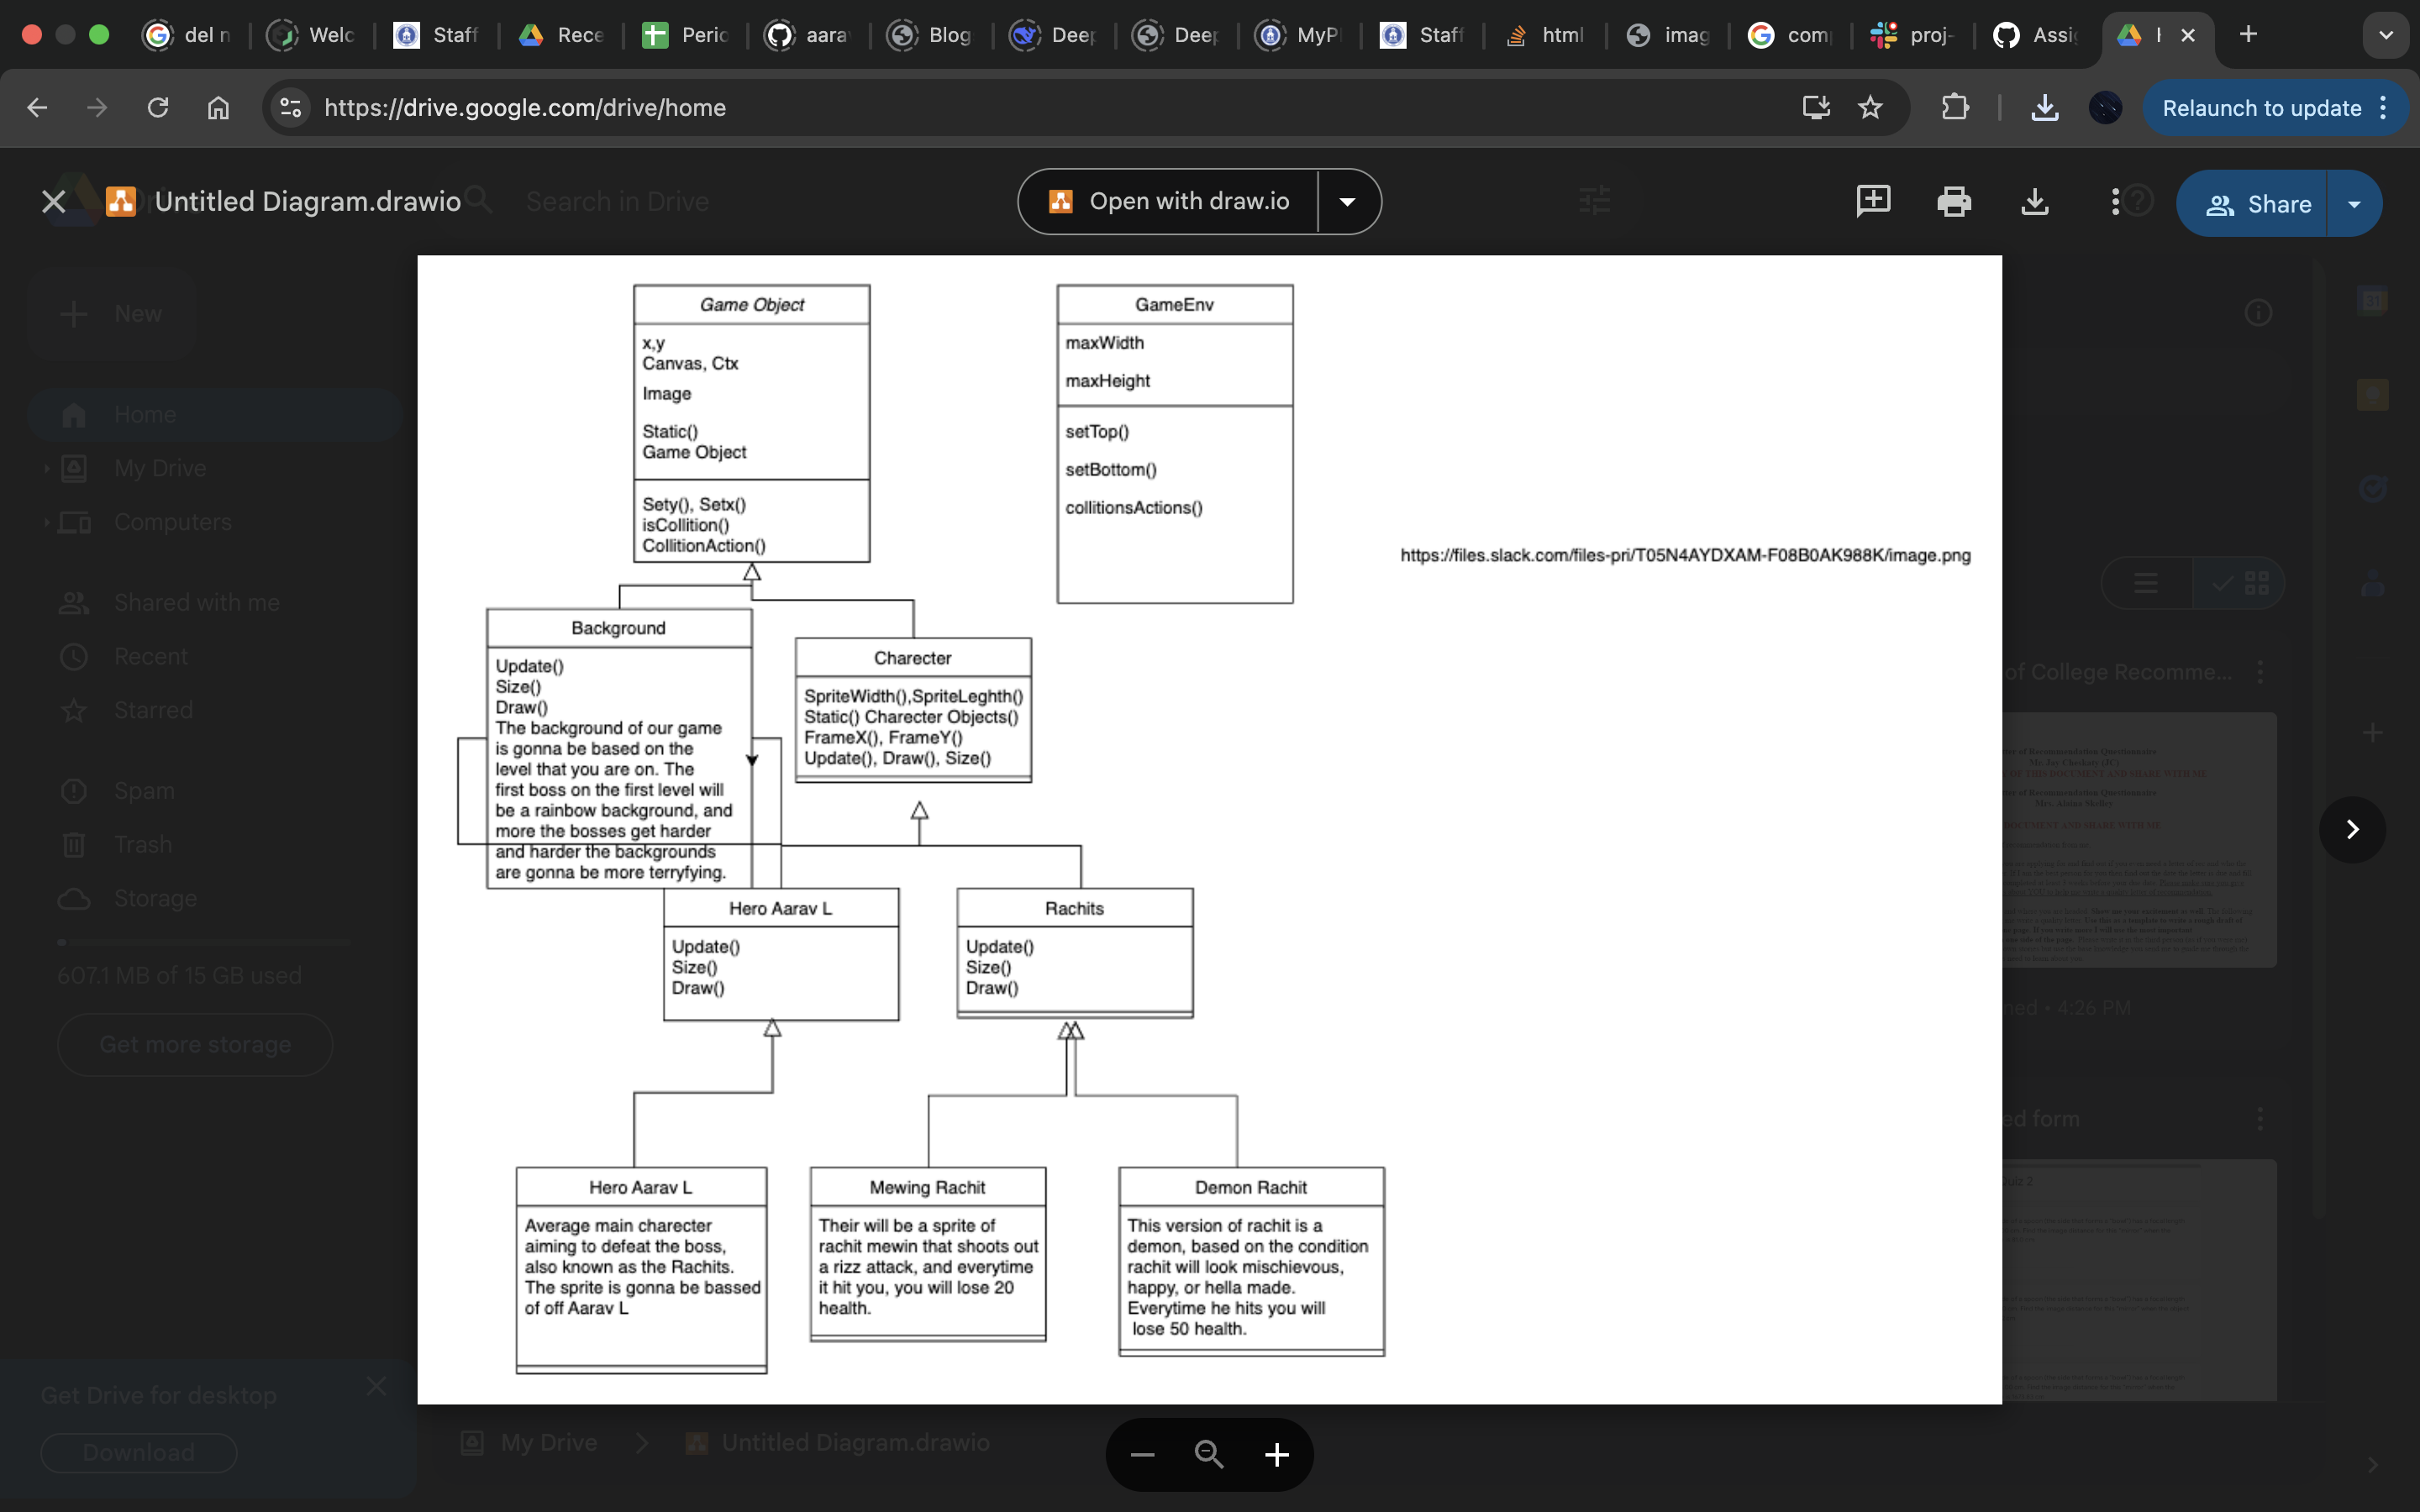 del n
Welc
Staff
Rece
Peric
aara
Blog
Deep
Deep
MyPl
Staff
html
imag
com
proj-
Assi
https://drive.google.com/drive/home
Relaunch to update
Untitled Diagram.drawio
Search in Drive
Open with draw.io
Share
New
Home
My Drive
Computers
Shared with me
Recent
Starred
Spam
Trash
Storage
607.1 MB of 15 GB used
Get more storage
Get Drive for desktop
Download
Game Object
x,y
Canvas, Ctx
Image
Static()
Game Object
Sety(), Setx()
isCollition()
CollitionAction()
GameEnv
maxWidth
maxHeight
setTop()
setBottom()
collitionsActions()
https://files.slack.com/files-pri/T05N4AYDXAM-F08B0AK988K/image.png
Background
Update()
Size()
Draw()
The background of our game
is gonna be based on the
level that you are on. The
first boss on the first level will
be a rainbow background, and
more the bosses get harder
and harder the backgrounds
are gonna be more terryfying.
Charecter
SpriteWidth(),SpriteLeghth()
Static() Charecter Objects()
FrameX(), FrameY()
Update(), Draw(), Size()
Hero Aarav L
Update()
Size()
Draw()
Rachits
Update()
Size()
Draw()
Hero Aarav L
Average main charecter
aiming to defeat the boss,
also known as the Rachits.
The sprite is gonna be bassed
of off Aarav L
Mewing Rachit
Their will be a sprite of
rachit mewin that shoots out
a rizz attack, and everytime
it hit you, you will lose 20
health.
Demon Rachit
This version of rachit is a
demon, based on the condition
rachit will look mischievous,
happy, or hella made.
Everytime he hits you will
lose 50 health.
of College Recomme...
4:26 PM
ed form
My Drive
Untitled Diagram.drawio